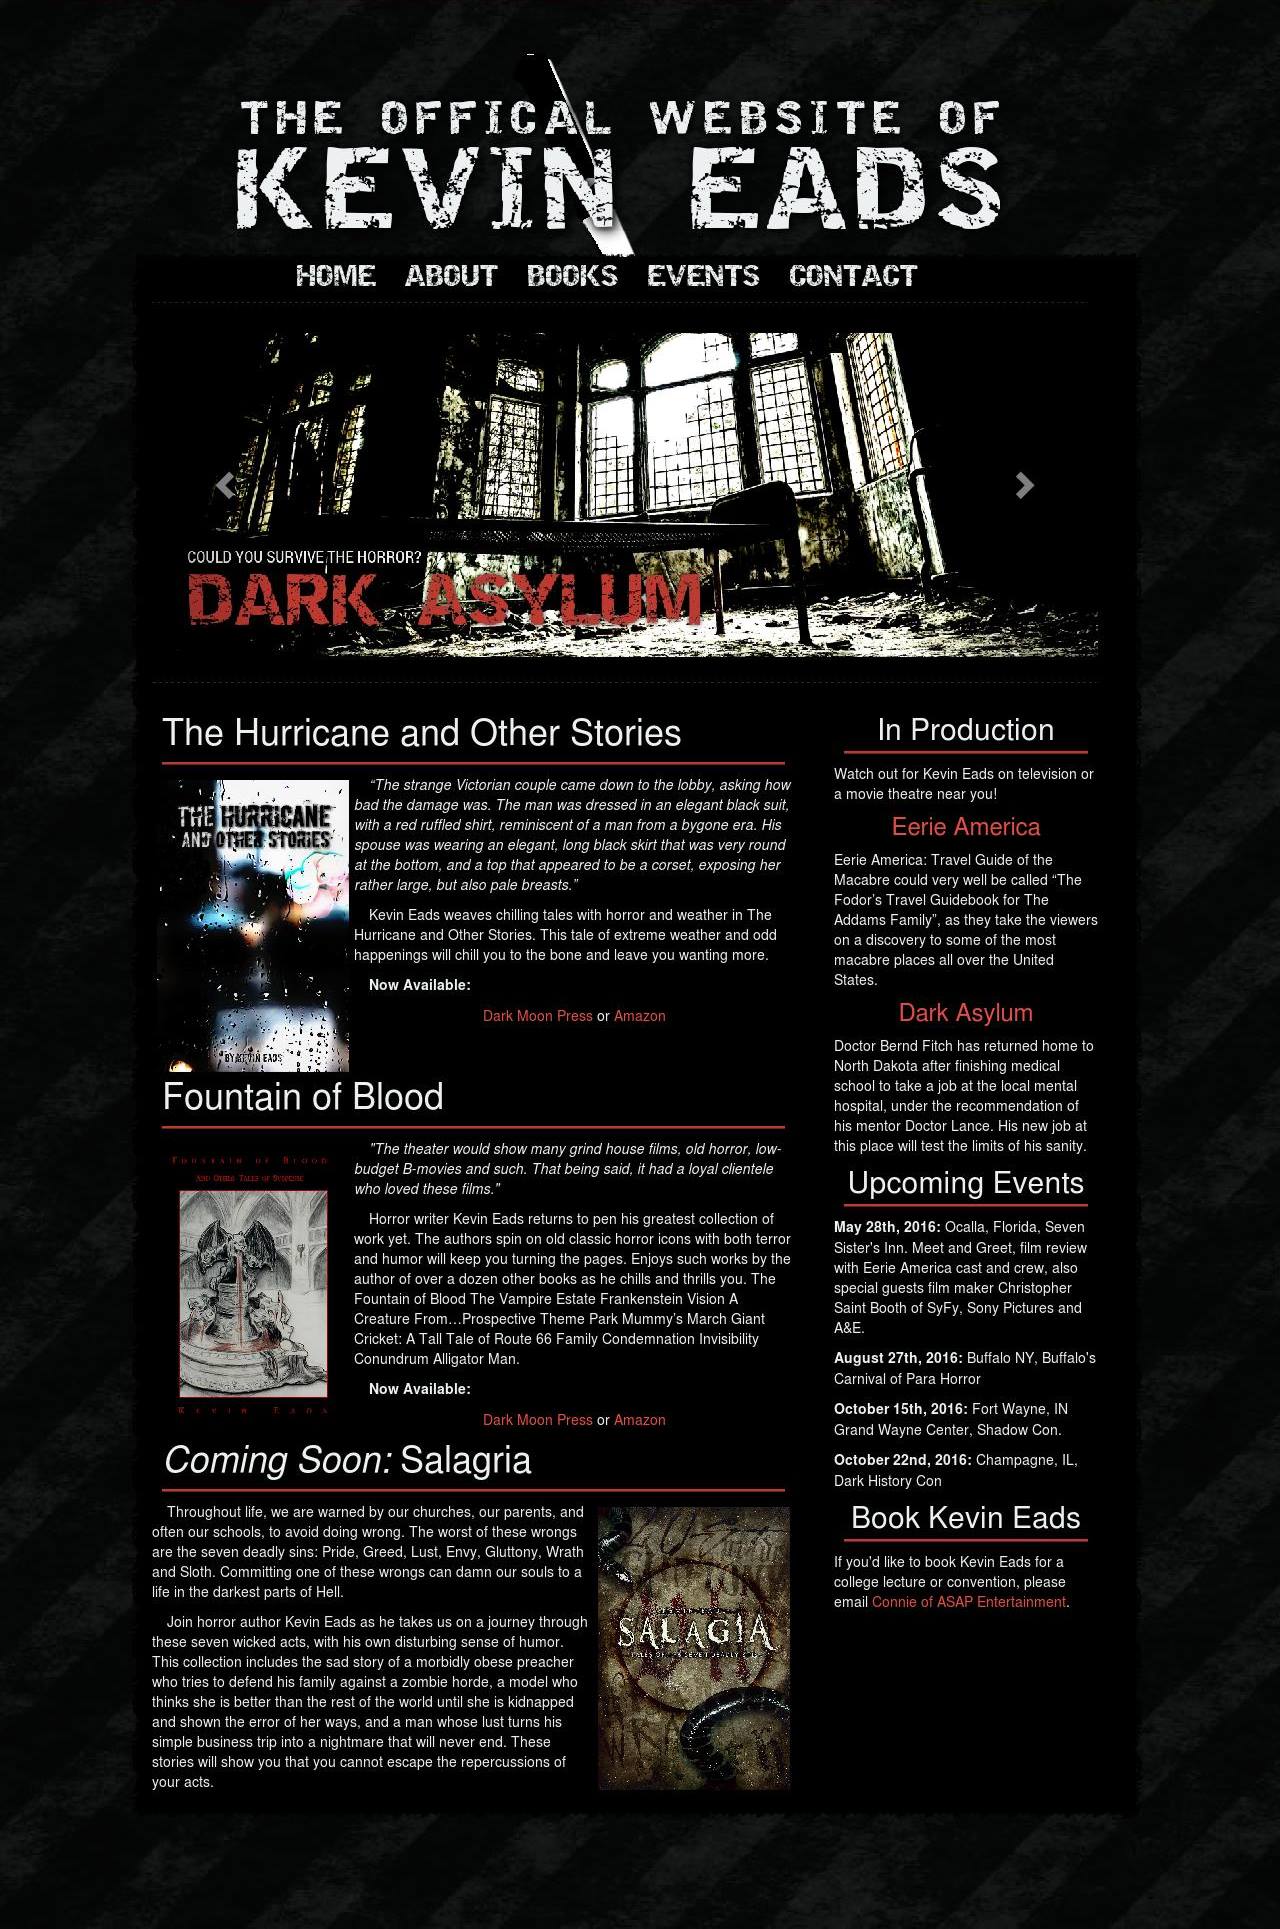 THE OFFICAL WEBSITE OF
KEVIN EADS
HOME ABOUT BOOKS EVENTS CONTACT
COULD YOU SURVIVE THE HORROR?
DARK ASYLUM
The Hurricane and Other Stories
THE HURRICANE
AND OTHER STORIES
BY KEVIN EADS
“The strange Victorian couple came down to the lobby, asking how
bad the damage was. The man was dressed in an elegant black suit,
with a red ruffled shirt, reminiscent of a man from a bygone era. His
spouse was wearing an elegant, long black skirt that was very round
at the bottom, and a top that appeared to be a corset, exposing her
rather large, but also pale breasts.”
Kevin Eads weaves chilling tales with horror and weather in The
Hurricane and Other Stories. This tale of extreme weather and odd
happenings will chill you to the bone and leave you wanting more.
Now Available:
Dark Moon Press or Amazon
Fountain of Blood
FOUNTAIN OF BLOOD
KEVIN EADS
"The theater would show many grind house films, old horror, low-
budget B-movies and such. That being said, it had a loyal clientele
who loved these films.”
Horror writer Kevin Eads returns to pen his greatest collection of
work yet. The authors spin on old classic horror icons with both terror
and humor will keep you turning the pages. Enjoys such works by the
author of over a dozen other books as he chills and thrills you. The
Fountain of Blood The Vampire Estate Frankenstein Vision A
Creature From…Prospective Theme Park Mummy’s March Giant
Cricket: A Tall Tale of Route 66 Family Condemnation Invisibility
Conundrum Alligator Man.
Now Available:
Dark Moon Press or Amazon
Coming Soon: Salagria
Throughout life, we are warned by our churches, our parents, and
often our schools, to avoid doing wrong. The worst of these wrongs
are the seven deadly sins: Pride, Greed, Lust, Envy, Gluttony, Wrath
and Sloth. Committing one of these wrongs can damn our souls to a
life in the darkest parts of Hell.
Join horror author Kevin Eads as he takes us on a journey through
these seven wicked acts, with his own disturbing sense of humor.
This collection includes the sad story of a morbidly obese preacher
who tries to defend his family against a zombie horde, a model who
thinks she is better than the rest of the world until she is kidnapped
and shown the error of her ways, and a man whose lust turns his
simple business trip into a nightmare that will never end. These
stories will show you that you cannot escape the repercussions of
your acts.
SALAGIA
In Production
Watch out for Kevin Eads on television or
a movie theatre near you!
Eerie America
Eerie America: Travel Guide of the
Macabre could very well be called “The
Fodor’s Travel Guidebook for The
Addams Family”, as they take the viewers
on a discovery to some of the most
macabre places all over the United
States.
Dark Asylum
Doctor Bernd Fitch has returned home to
North Dakota after finishing medical
school to take a job at the local mental
hospital, under the recommendation of
his mentor Doctor Lance. His new job at
this place will test the limits of his sanity.
Upcoming Events
May 28th, 2016: Ocalla, Florida, Seven
Sister's Inn. Meet and Greet, film review
with Eerie America cast and crew, also
special guests film maker Christopher
Saint Booth of SyFy, Sony Pictures and
A&E.
August 27th, 2016: Buffalo NY, Buffalo's
Carnival of Para Horror
October 15th, 2016: Fort Wayne, IN
Grand Wayne Center, Shadow Con.
October 22nd, 2016: Champagne, IL,
Dark History Con
Book Kevin Eads
If you'd like to book Kevin Eads for a
college lecture or convention, please
email Connie of ASAP Entertainment.